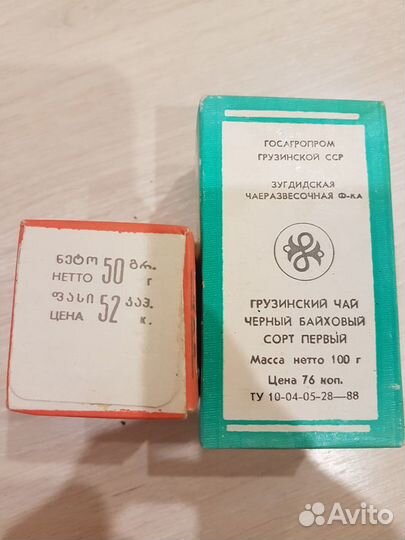 ნეტო 50 გრ.
НЕТТО 50 г
ფასი 52 კაპ.
ЦЕНА 52 к.
ГОСАГРОПРОМ
ГРУЗИНСКОЙ ССР
ЗУГДИДСКАЯ
ЧАЕРАЗВЕСОЧНАЯ Ф-КА
ГРУЗИНСКИЙ ЧАЙ
ЧЕРНЫЙ БАЙХОВЫЙ
СОРТ ПЕРВЫЙ
Масса нетто 100 г
Цена 76 коп.
ТУ 10-04-05-28—88
Avito